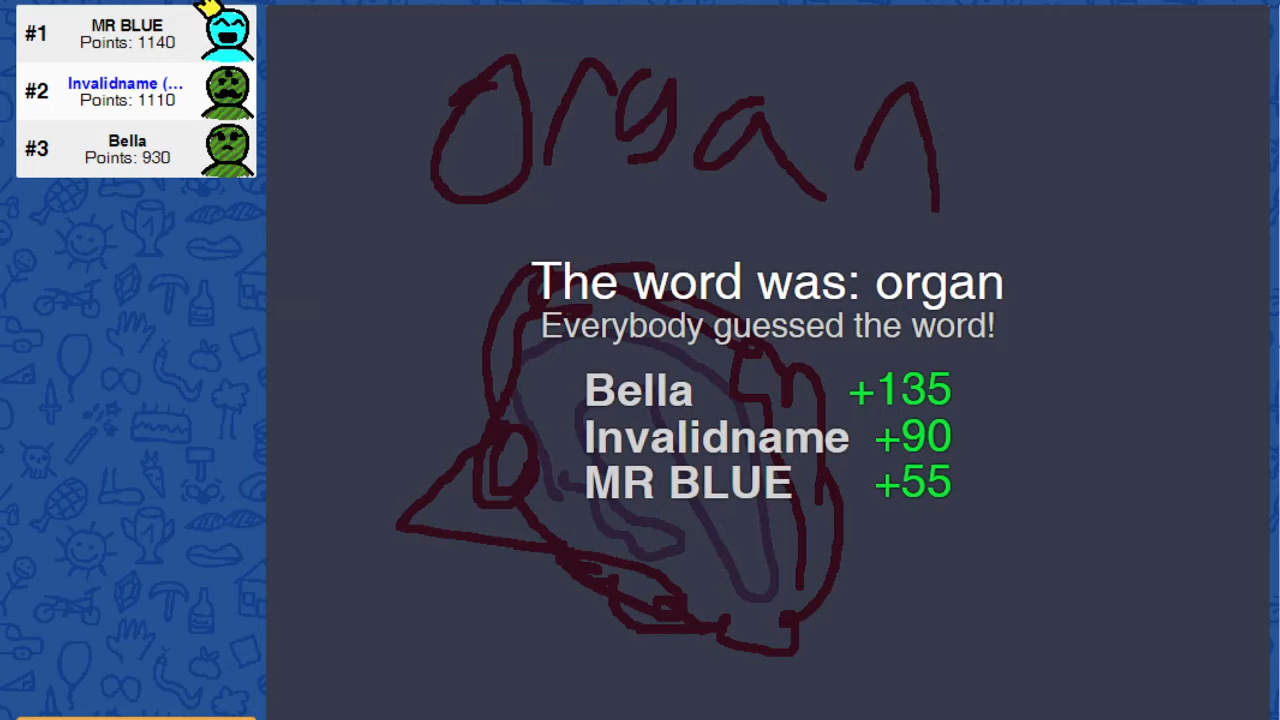 #1 MR BLUE
Points: 1140
#2 Invalidname (...
Points: 1110
#3 Bella
Points: 930
organ
The word was: organ
Everybody guessed the word!
Bella +135
Invalidname +90
MR BLUE +55